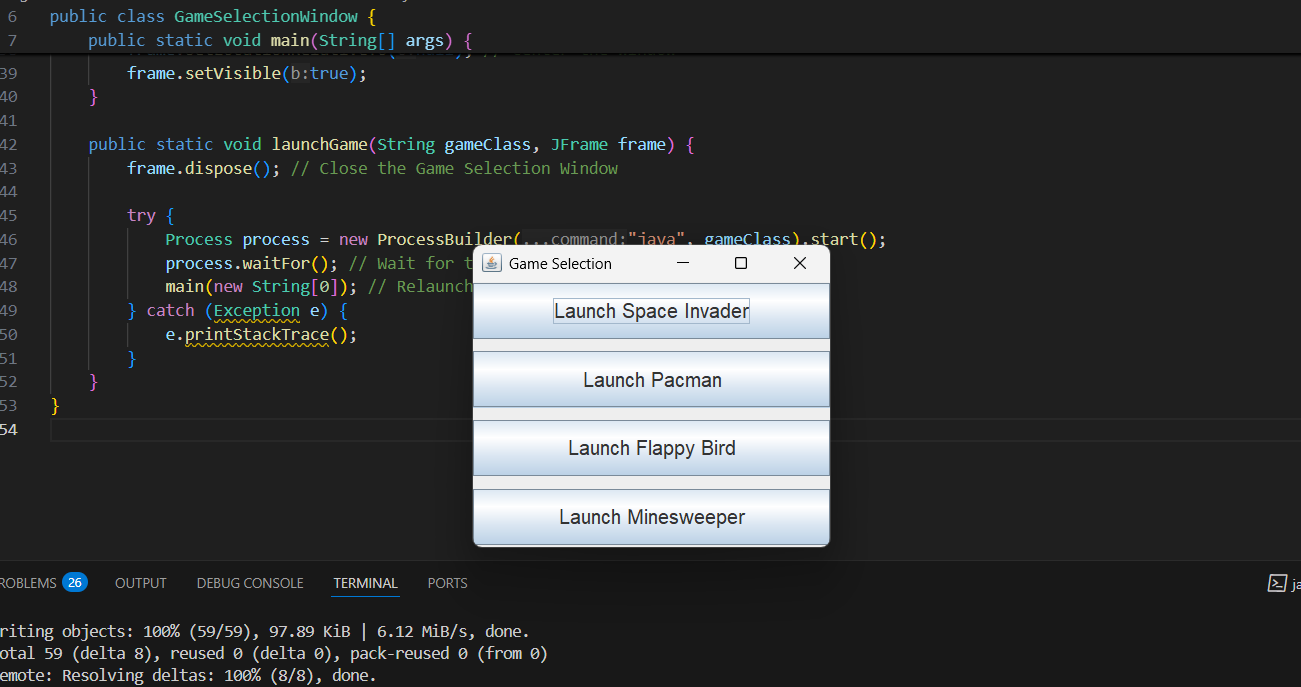 6 public class GameSelectionWindow {
7 public static void main(String[] args) {
39 frame.setVisible(b:true);
40 }
41
42 public static void launchGame(String gameClass, JFrame frame) {
43 frame.dispose(); // Close the Game Selection Window
44
45 try {
46 Process process = new ProcessBuilder(...command:"java", gameClass).start();
47 process.waitFor(); // Wait for t
48 main(new String[0]); // Relaunch
49 } catch (Exception e) {
50 e.printStackTrace();
51 }
52 }
53 }
54
Game Selection
Launch Space Invader
Launch Pacman
Launch Flappy Bird
Launch Minesweeper
ROBLEMS 26 OUTPUT DEBUG CONSOLE TERMINAL PORTS ja
riting objects: 100% (59/59), 97.89 KiB | 6.12 MiB/s, done.
otal 59 (delta 8), reused 0 (delta 0), pack-reused 0 (from 0)
emote: Resolving deltas: 100% (8/8), done.